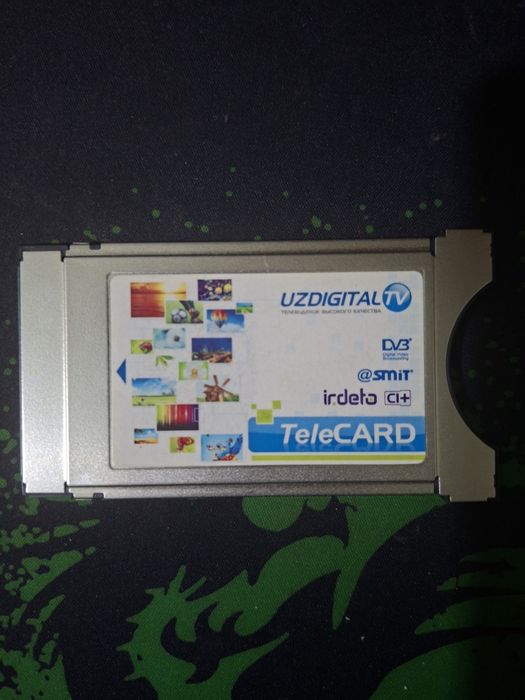 UZDIGITAL TV
ТЕЛЕВИДЕНИЕ ВЫСОКОГО КАЧЕСТВА
DVB
Digital Video
Broadcasting
@SMiT
irdeto CI+
TeleCARD